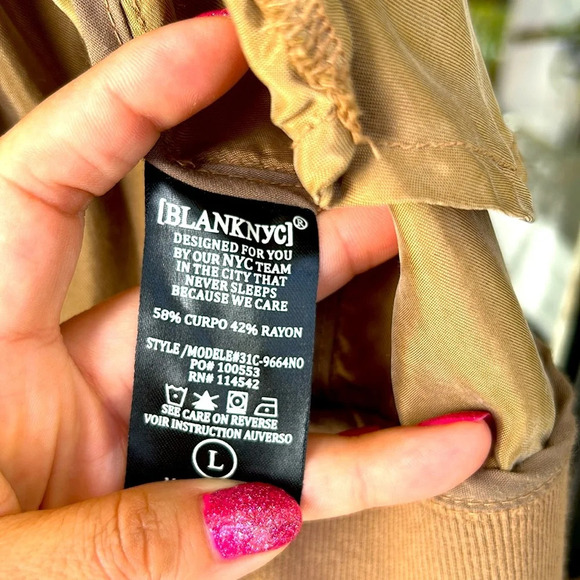 [BLANKNYC]®
DESIGNED FOR YOU
BY OUR NYC TEAM
IN THE CITY THAT
NEVER SLEEPS
BECAUSE WE CARE
58% CURPO 42% RAYON
STYLE/MODELE#31C-9664NO
PO# 100553
RN# 114542
SEE CARE ON REVERSE
VOIR INSTRUCTION AUVERSO
L